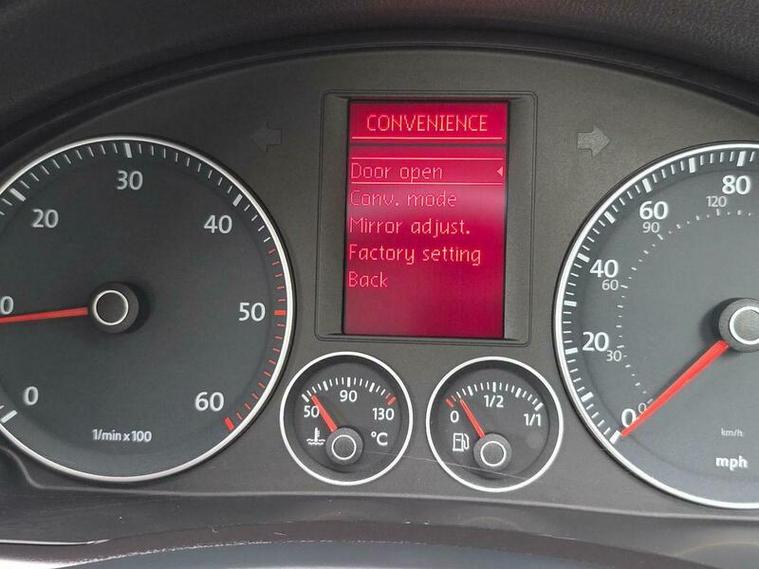 CONVENIENCE
Door open
Conv. mode
Mirror adjust.
Factory setting
Back
0
20
30
40
50
60
1/min x 100
50
90
130
°C
0
1/2
1/1
0
20
40
60
80
0
30
60
90
120
km/h
mph